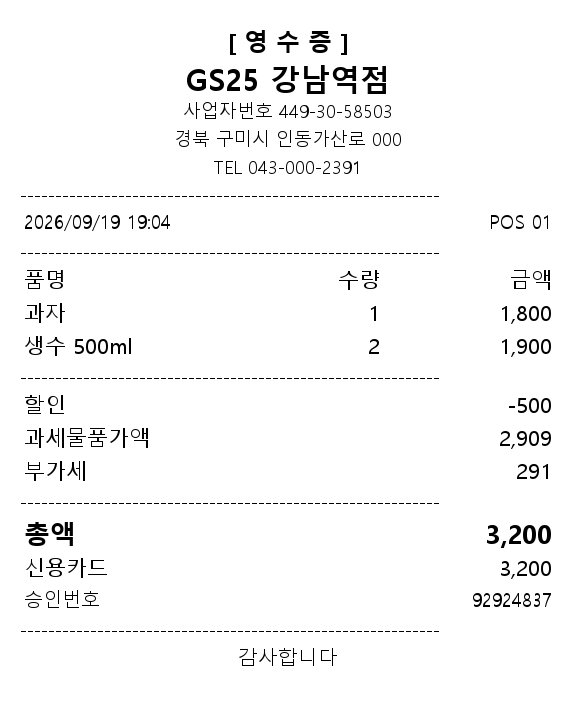 [ 영 수 증 ]
GS25 강남역점
사업자번호 449-30-58503
경북 구미시 인동가산로 000
TEL 043-000-2391
--------------------------------------------------
2026/09/19 19:04 POS 01
--------------------------------------------------
품명 수량 금액
과자 1 1,800
생수 500ml 2 1,900
--------------------------------------------------
할인 -500
과세물품가액 2,909
부가세 291
--------------------------------------------------
총액 3,200
신용카드 3,200
승인번호 92924837
--------------------------------------------------
감사합니다